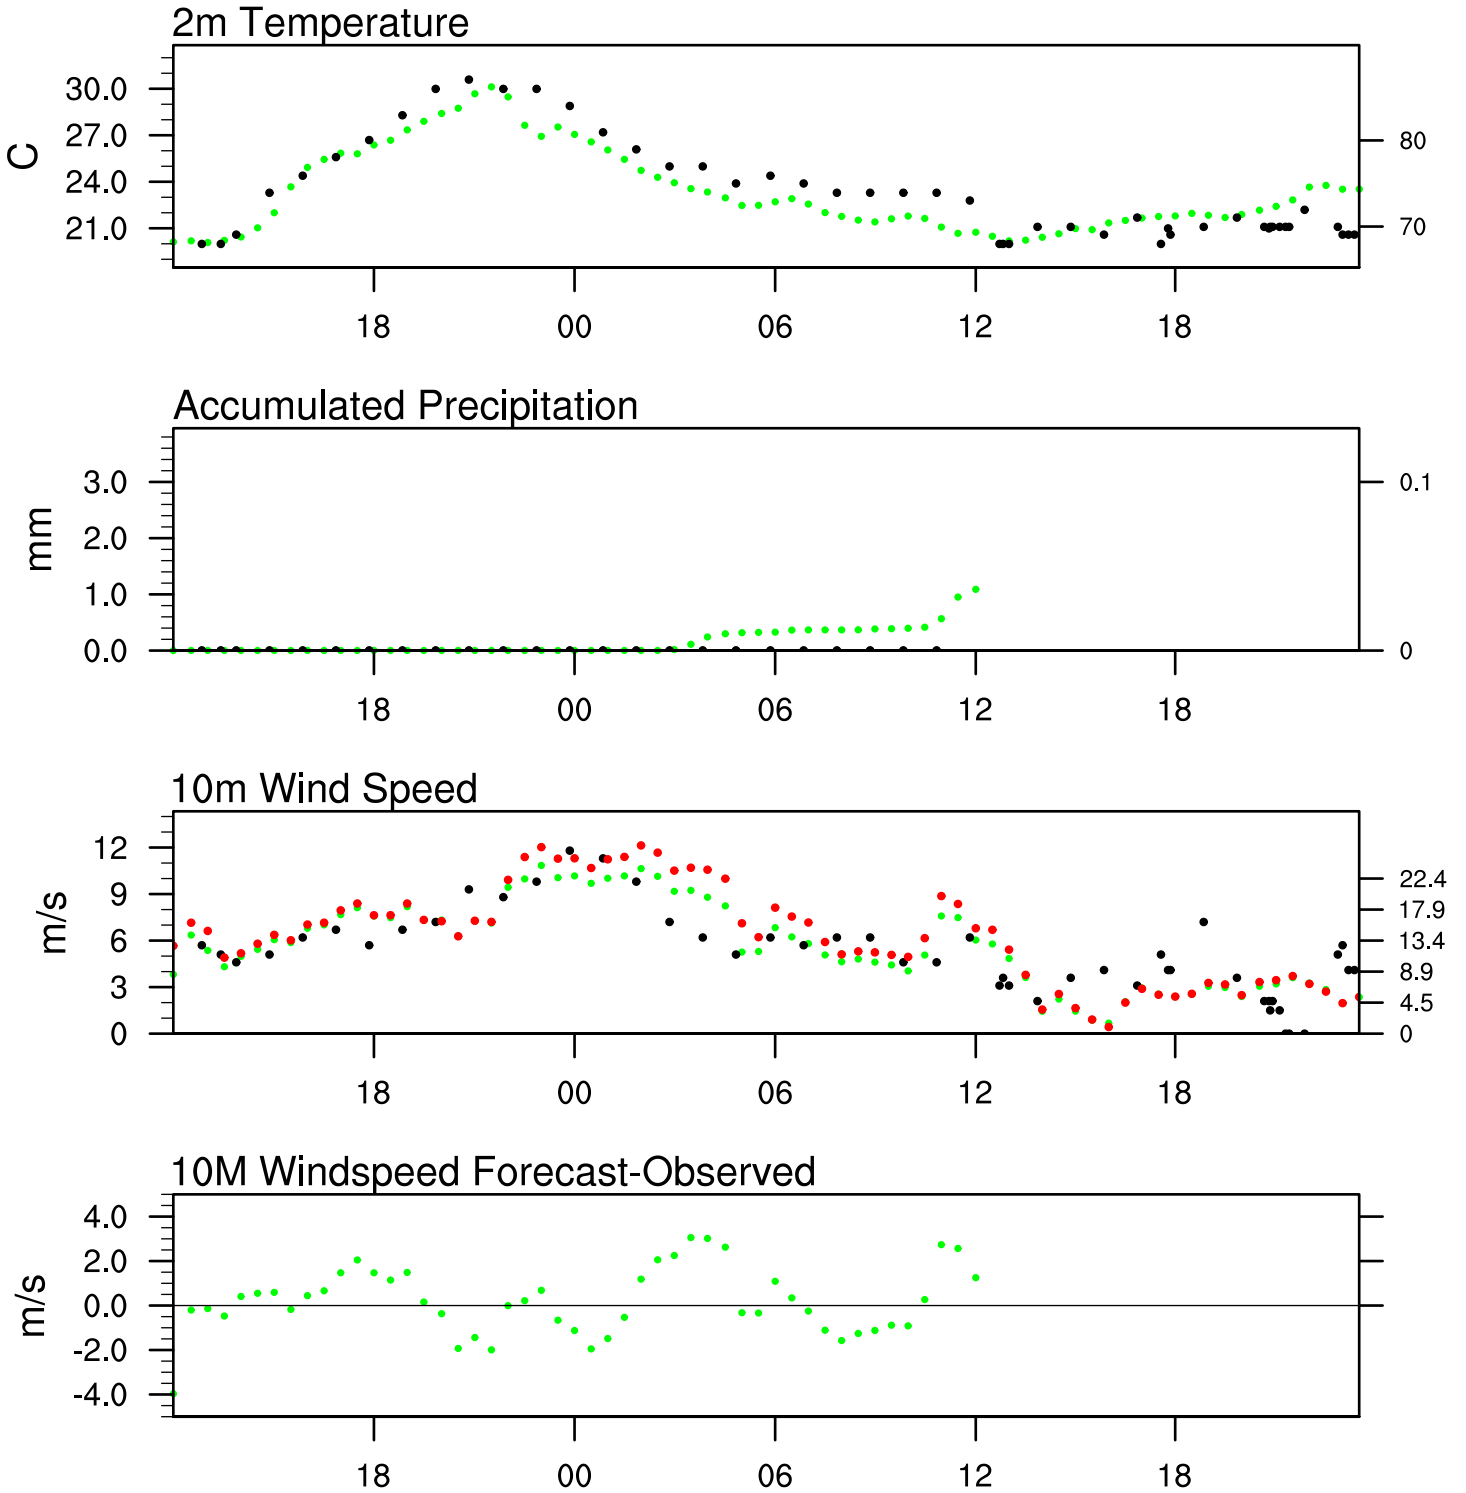 2m Temperature
30.0
27.0
24.0
21.0
C
80
70
18 00 06 12 18
Accumulated Precipitation
3.0
2.0
1.0
0.0
mm
0.1
0
18 00 06 12 18
10m Wind Speed
12
9
6
3
0
m/s
22.4
17.9
13.4
8.9
4.5
0
18 00 06 12 18
10M Windspeed Forecast-Observed
4.0
2.0
0.0
-2.0
-4.0
m/s
18 00 06 12 18